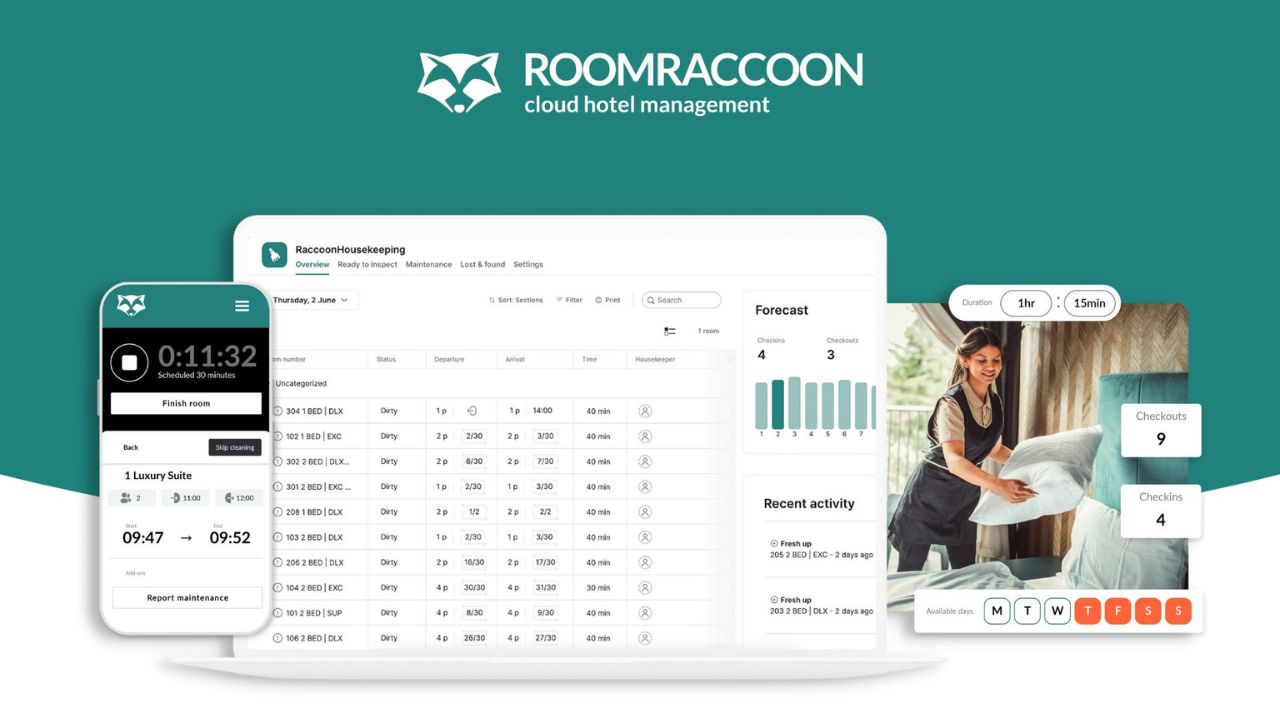 ROOMRACCOON
cloud hotel management
RaccoonHousekeeping
Overview Ready to inspect Maintenance Lost & found Settings
Thursday, 2 June
Sort: Sections Filter Print Search
1 room
number Status Departure Arrival Time Housekeeper
Uncategorized
304 1 BED | DLX Dirty 1 p 1 p 14:00 40 min
102 1 BED | EXC Dirty 2 p 2/30 2 p 3/30 40 min
302 2 BED | DLX... Dirty 2 p 6/30 2 p 7/30 40 min
301 2 BED | EXC ... Dirty 1 p 2/30 1 p 3/30 40 min
208 1 BED | DLX Dirty 2 p 1/2 2 p 2/2 40 min
103 2 BED | DLX Dirty 1 p 2/30 1 p 3/30 40 min
206 2 BED | DLX Dirty 2 p 16/30 2 p 17/30 40 min
104 2 BED | EXC Dirty 4 p 30/30 4 p 31/30 30 min
101 2 BED | SUP Dirty 4 p 8/30 4 p 9/30 40 min
106 2 BED | DLX Dirty 4 p 26/30 4 p 27/30 40 min
Forecast
Checkins Checkouts
4 3
1 2 3 4 5 6 7
Recent activity
Fresh up
205 2 BED | EXC - 2 days ago
Fresh up
203 2 BED | DLX - 2 days ago
0:11:32
Scheduled 30 minutes
Finish room
Back Skip cleaning
1 Luxury Suite
2 11:00 12:00
Start End
09:47 → 09:52
Add-ons
Report maintenance
Duration 1hr : 15min
Checkouts
9
Checkins
4
Available days M T W T F S S